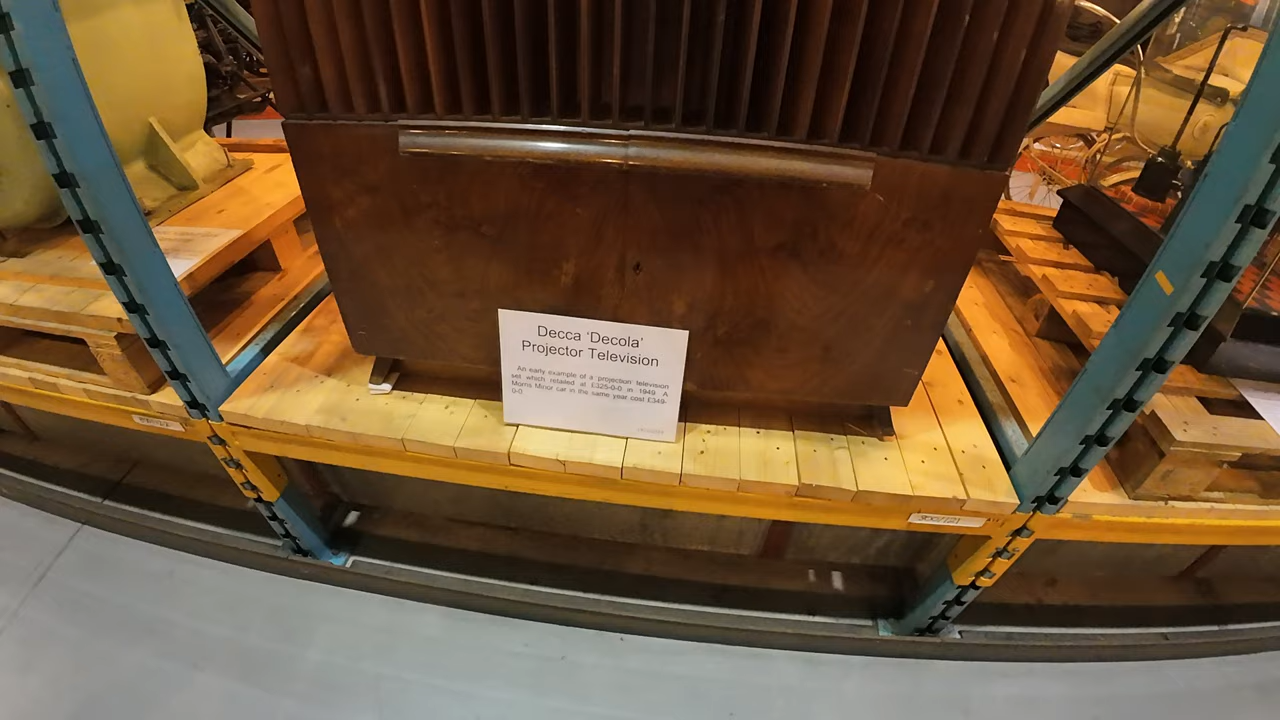 Decca 'Decola'
Projector Television
An early example of a projection television
set which retailed at £325-0-0 in 1949. A
Morris Minor car in the same year cost £349-
0-0.